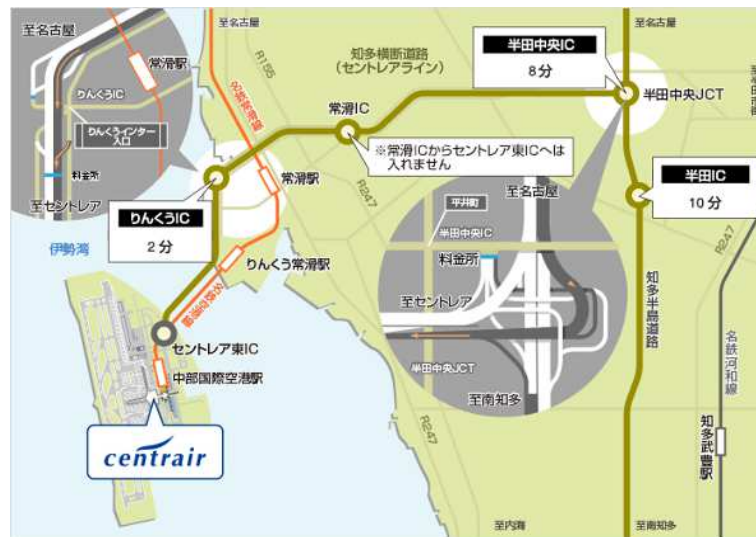 至名古屋
常滑駅
りんくうIC
りんくうインター
入口
料金所
至セントレア
至名古屋
R155
知多横断道路
(セントレアライン)
常滑IC
※常滑ICからセントレア東ICへは
入れません
半田中央IC
8分
至名古屋
半田中央JCT
半田IC
10分
R247
常滑駅
R247
りんくうIC
2分
伊勢湾
りんくう常滑駅
セントレア東IC
中部国際空港駅
centrair
至名古屋
平井町
半田中央IC
料金所
至セントレア
半田中央JCT
至南知多
知多半島道路
名鉄河和線
知多武豊駅
R247
至内海
至南知多